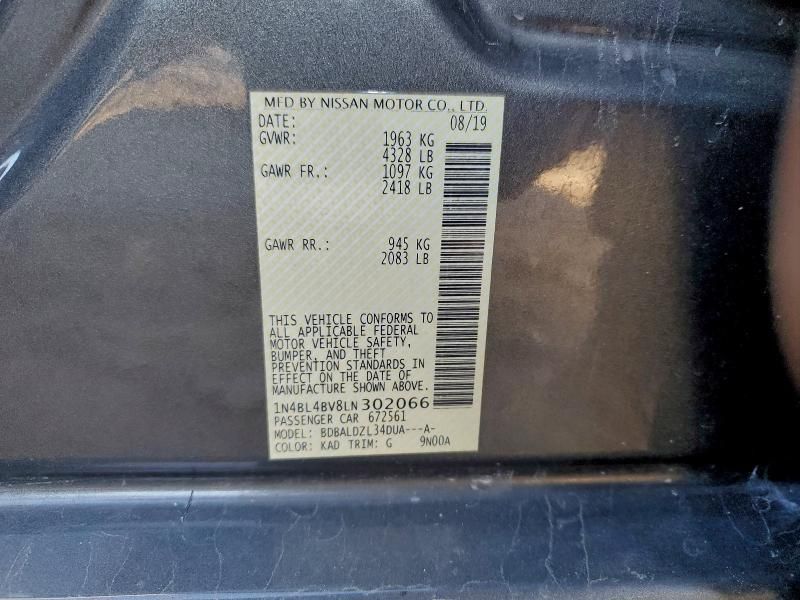 MFD BY NISSAN MOTOR CO., LTD.
DATE: 08/19
GVWR: 1963 KG
4328 LB
GAWR FR.: 1097 KG
2418 LB
GAWR RR.: 945 KG
2083 LB
THIS VEHICLE CONFORMS TO
ALL APPLICABLE FEDERAL
MOTOR VEHICLE SAFETY,
BUMPER, AND THEFT
PREVENTION STANDARDS IN
EFFECT ON THE DATE OF
MANUFACTURE SHOWN ABOVE.
1N4BL4BV8LN302066
PASSENGER CAR 672561
MODEL: BDBALDZL34DUA---A-
COLOR: KAD TRIM: G 9N00A